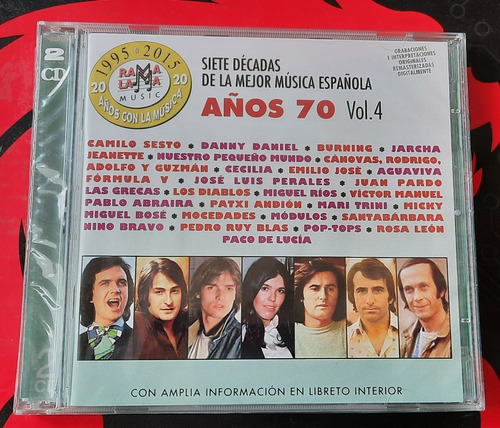 2
CD
1995 a 2015
RAMA
LAMA
MUSIC
20 20
AÑOS CON LA MÚSICA
SIETE DÉCADAS
DE LA MEJOR MÚSICA ESPAÑOLA
AÑOS 70 Vol.4
GRABACIONES
E INTERPRETACIONES
ORIGINALES
REMASTERIZADAS
DIGITALMENTE
CAMILO SESTO * DANNY DANIEL * BURNING * JARCHA
JEANETTE * NUESTRO PEQUEÑO MUNDO * CÁNOVAS, RODRIGO,
ADOLFO Y GUZMÁN * CECILIA * EMILIO JOSÉ * AGUAVIVA
FÓRMULA V * JOSÉ LUIS PERALES * JUAN PARDO
LAS GRECAS * LOS DIABLOS * MIGUEL RÍOS * VÍCTOR MANUEL
PABLO ABRAIRA * PATXI ANDIÓN * MARI TRINI * MICKY
MIGUEL BOSÉ * MOCEDADES * MÓDULOS * SANTABÁRBARA
NINO BRAVO * PEDRO RUY BLAS * POP-TOPS * ROSA LEÓN
PACO DE LUCÍA
CON AMPLIA INFORMACIÓN EN LIBRETO INTERIOR